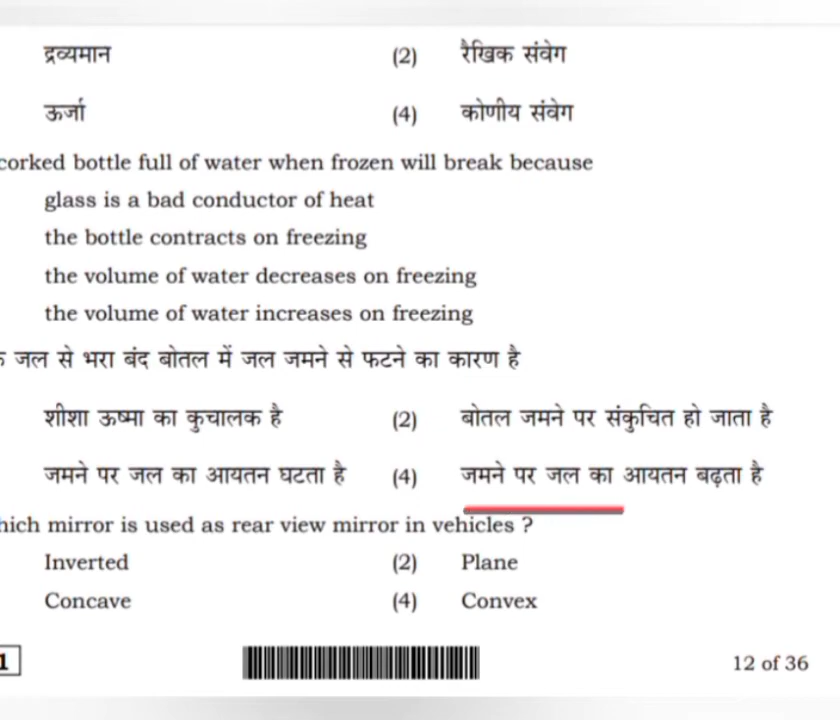 द्रव्यमान (2) रैखिक संवेग
ऊर्जा (4) कोणीय संवेग
corked bottle full of water when frozen will break because
glass is a bad conductor of heat
the bottle contracts on freezing
the volume of water decreases on freezing
the volume of water increases on freezing
जल से भरा बंद बोतल में जल जमने से फटने का कारण है
शीशा ऊष्मा का कुचालक है (2) बोतल जमने पर संकुचित हो जाता है
जमने पर जल का आयतन घटता है (4) जमने पर जल का आयतन बढ़ता है
hich mirror is used as rear view mirror in vehicles ?
Inverted (2) Plane
Concave (4) Convex
1 12 of 36